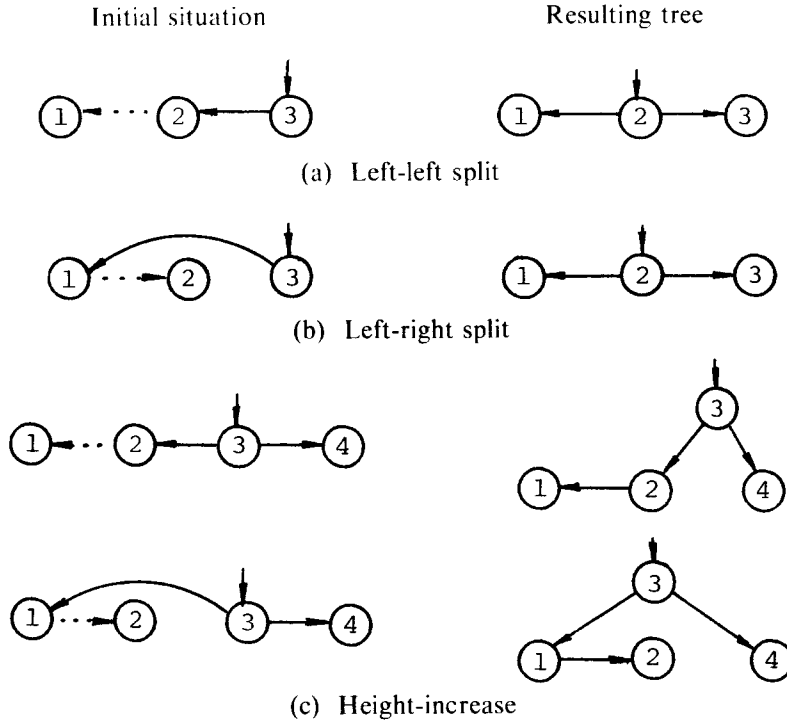 Initial situation Resulting tree
1 2 3 1 2 3
(a) Left-left split
1 2 3 1 2 3
(b) Left-right split
3
1 2 3 4
1 2 4
3
1 2 3 4
1 2 4
(c) Height-increase